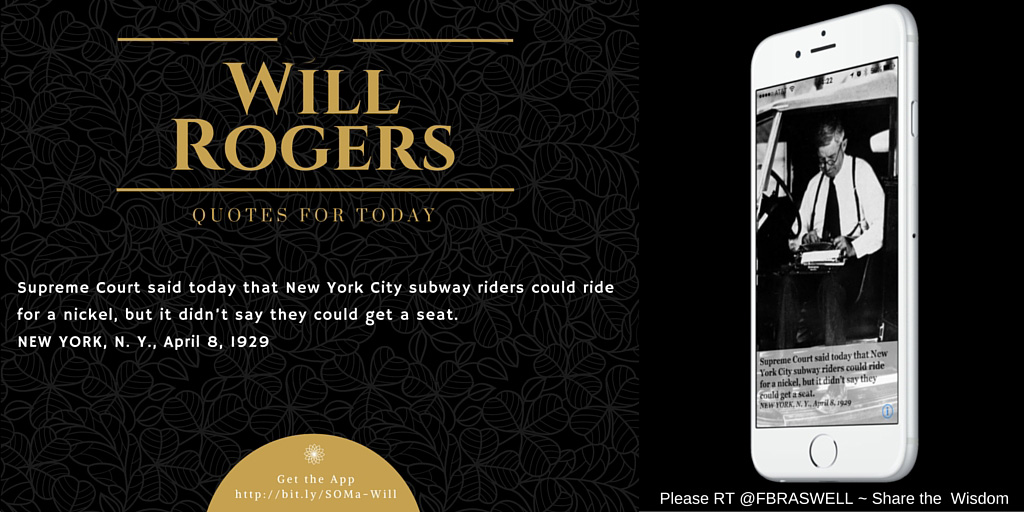 WILL
ROGERS
QUOTES FOR TODAY
Supreme Court said today that New York City subway riders could ride
for a nickel, but it didn't say they could get a seat.
NEW YORK, N. Y., April 8, 1929
Get the App
http://bit.ly/SOMa-Will
AT&T
:22
Supreme Court said today that New
York City subway riders could ride
for a nickel, but it didn't say they
could get a seat.
NEW YORK, N. Y., April 8, 1929
Please RT @FBRASWELL ~ Share the Wisdom